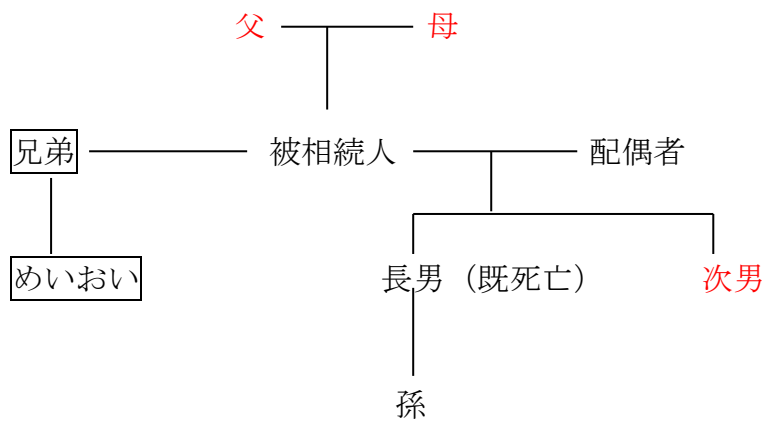 父 母
兄弟 被相続人 配偶者
めいおい 長男（既死亡） 次男
孫